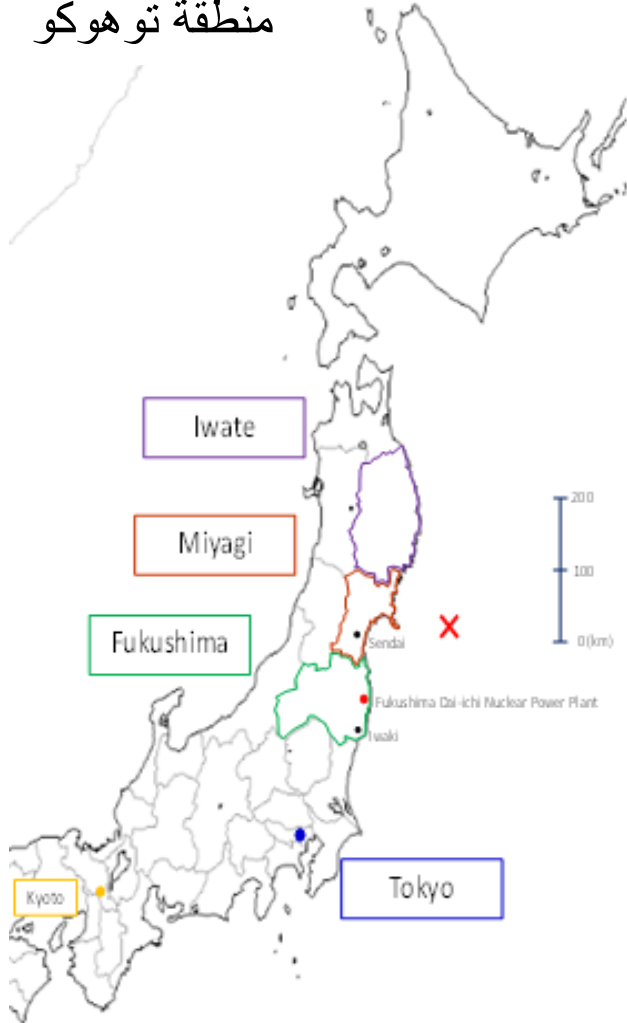 منطقة توهوكو
Iwate
200
Miyagi
100
Fukushima
Sendai
0(km)
Fukushima Dai-ichi Nuclear Power Plant
Iwaki
Tokyo
Kyoto